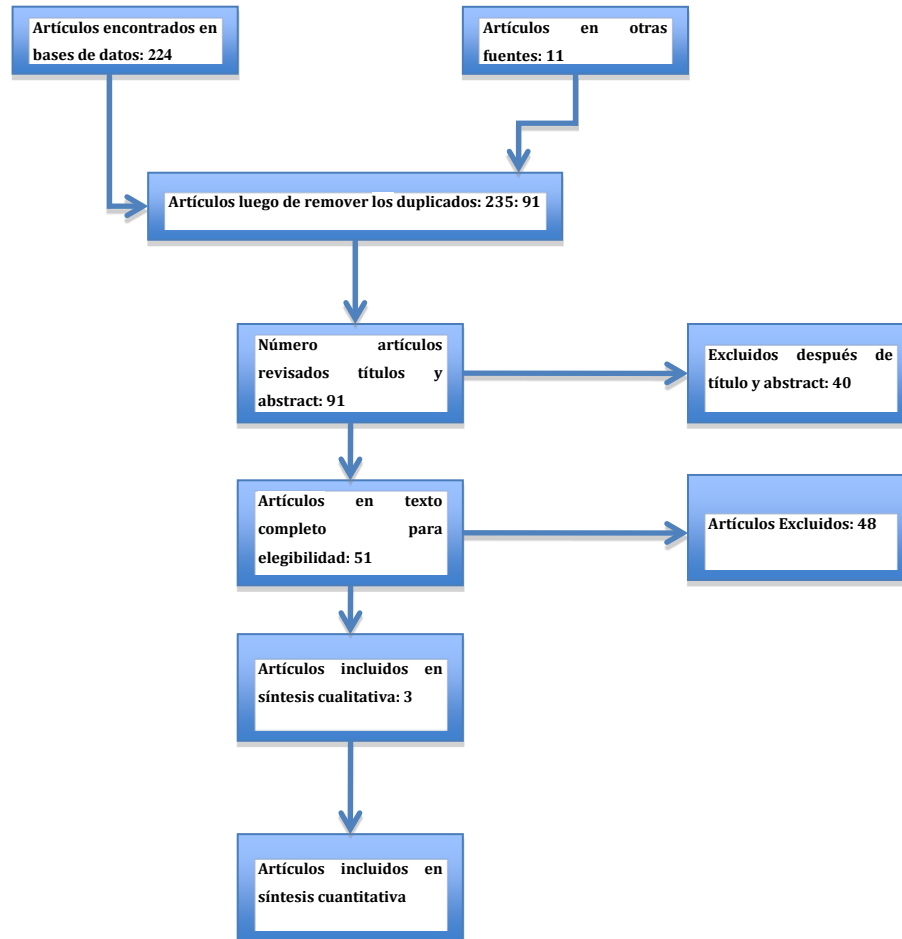 Artículos encontrados en
bases de datos: 224
Artículos en otras
fuentes: 11
Artículos luego de remover los duplicados: 235: 91
Número artículos
revisados títulos y
abstract: 91
Excluidos después de
título y abstract: 40
Artículos en texto
completo para
elegibilidad: 51
Artículos Excluidos: 48
Artículos incluidos en
síntesis cualitativa: 3
Artículos incluidos en
síntesis cuantitativa